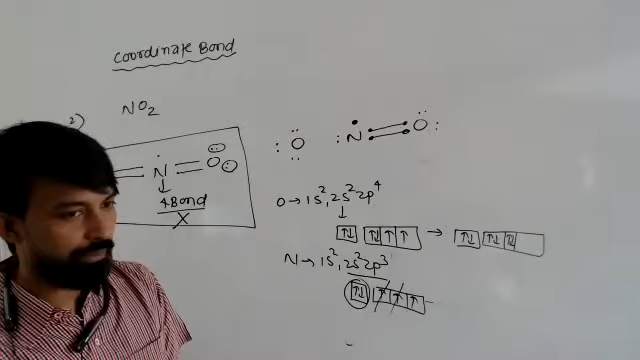 Coordinate Bond
2)
NO₂
N = O
↓
4 Bond
X
:O N = O:
O → 1s², 2s² 2p⁴
↓
↑↓ ↑↓ ↑ ↑ → ↑↓ ↑↓ ↑↓
N → 1s², 2s² 2p³
↑↓ ↑ ↑ ↑